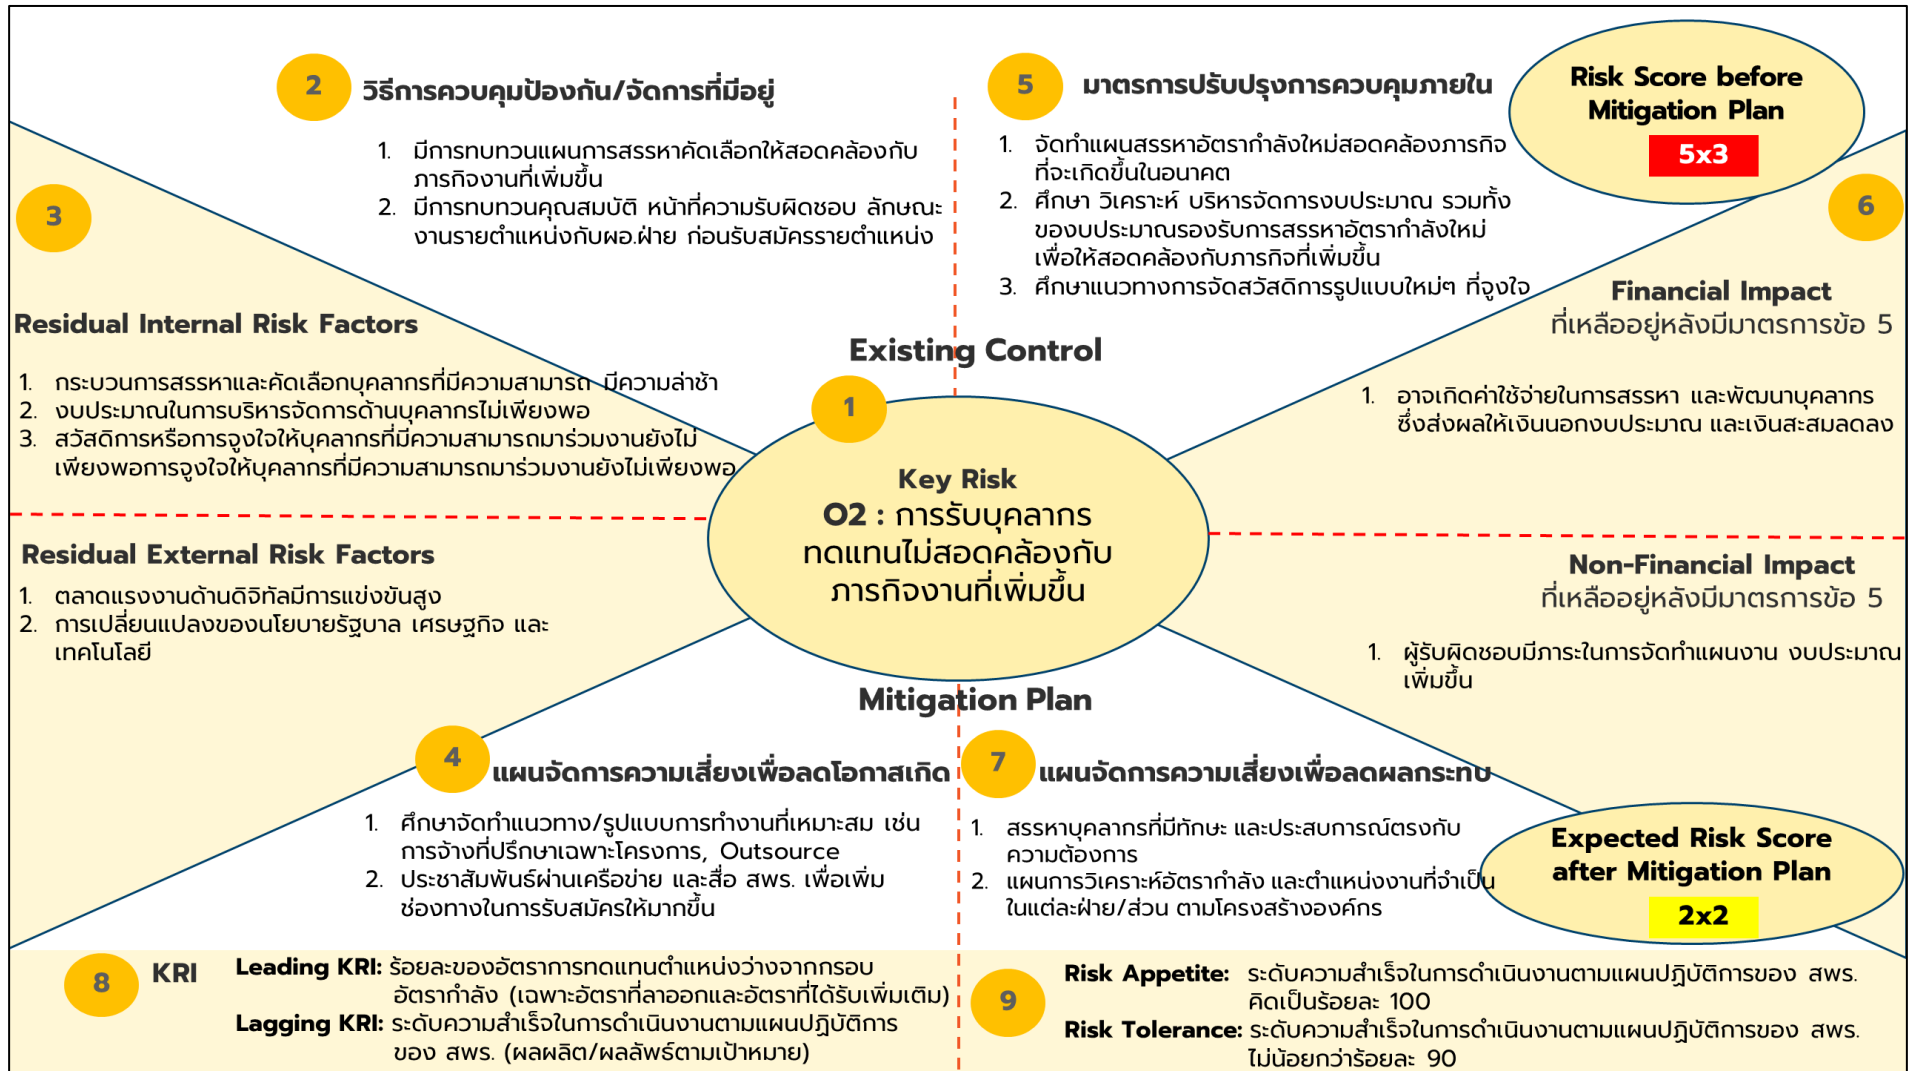 2
วิธีการควบคุมป้องกัน/จัดการที่มีอยู่
1. มีการทบทวนแผนการสรรหาคัดเลือกให้สอดคล้องกับ
ภารกิจงานที่เพิ่มขึ้น
2. มีการทบทวนคุณสมบัติ หน้าที่ความรับผิดชอบ ลักษณะ
งานรายตำแหน่งกับผอ.ฝ่าย ก่อนรับสมัครรายตำแหน่ง
5
มาตรการปรับปรุงการควบคุมภายใน
1. จัดทำแผนสรรหาอัตรากำลังใหม่สอดคล้องภารกิจ
ที่จะเกิดขึ้นในอนาคต
2. ศึกษา วิเคราะห์ บริหารจัดการงบประมาณ รวมทั้ง
ของบประมาณรองรับการสรรหาอัตรากำลังใหม่
เพื่อให้สอดคล้องกับภารกิจที่เพิ่มขึ้น
3. ศึกษาแนวทางการจัดสวัสดิการรูปแบบใหม่ๆ ที่จูงใจ
Risk Score before
Mitigation Plan
5x3
3
Residual Internal Risk Factors
1. กระบวนการสรรหาและคัดเลือกบุคลากรที่มีความสามารถ มีความล่าช้า
2. งบประมาณในการบริหารจัดการด้านบุคลากรไม่เพียงพอ
3. สวัสดิการหรือการจูงใจให้บุคลากรที่มีความสามารถมาร่วมงานยังไม่
เพียงพอการจูงใจให้บุคลากรที่มีความสามารถมาร่วมงานยังไม่เพียงพอ
Existing Control
6
Financial Impact
ที่เหลืออยู่หลังมีมาตรการข้อ 5
1. อาจเกิดค่าใช้จ่ายในการสรรหา และพัฒนาบุคลากร
ซึ่งส่งผลให้เงินนอกงบประมาณ และเงินสะสมลดลง
1
Key Risk
O2 : การรับบุคลากร
ทดแทนไม่สอดคล้องกับ
ภารกิจงานที่เพิ่มขึ้น
Residual External Risk Factors
1. ตลาดแรงงานด้านดิจิทัลมีการแข่งขันสูง
2. การเปลี่ยนแปลงของนโยบายรัฐบาล เศรษฐกิจ และ
เทคโนโลยี
Non-Financial Impact
ที่เหลืออยู่หลังมีมาตรการข้อ 5
1. ผู้รับผิดชอบมีภาระในการจัดทำแผนงาน งบประมาณ
เพิ่มขึ้น
Mitigation Plan
4
แผนจัดการความเสี่ยงเพื่อลดโอกาสเกิด
1. ศึกษาจัดทำแนวทาง/รูปแบบการทำงานที่เหมาะสม เช่น
การจ้างที่ปรึกษาเฉพาะโครงการ, Outsource
2. ประชาสัมพันธ์ผ่านเครือข่าย และสื่อ สพร. เพื่อเพิ่ม
ช่องทางในการรับสมัครให้มากขึ้น
7
แผนจัดการความเสี่ยงเพื่อลดผลกระทบ
1. สรรหาบุคลากรที่มีทักษะ และประสบการณ์ตรงกับ
ความต้องการ
2. แผนการวิเคราะห์อัตรากำลัง และตำแหน่งงานที่จำเป็น
ในแต่ละฝ่าย/ส่วน ตามโครงสร้างองค์กร
Expected Risk Score
after Mitigation Plan
2x2
8
KRI
Leading KRI: ร้อยละของอัตราการทดแทนตำแหน่งว่างจากกรอบ
อัตรากำลัง (เฉพาะอัตราที่ลาออกและอัตราที่ได้รับเพิ่มเติม)
Lagging KRI: ระดับความสำเร็จในการดำเนินงานตามแผนปฏิบัติการ
ของ สพร. (ผลผลิต/ผลลัพธ์ตามเป้าหมาย)
9
Risk Appetite: ระดับความสำเร็จในการดำเนินงานตามแผนปฏิบัติการของ สพร.
คิดเป็นร้อยละ 100
Risk Tolerance: ระดับความสำเร็จในการดำเนินงานตามแผนปฏิบัติการของ สพร.
ไม่น้อยกว่าร้อยละ 90